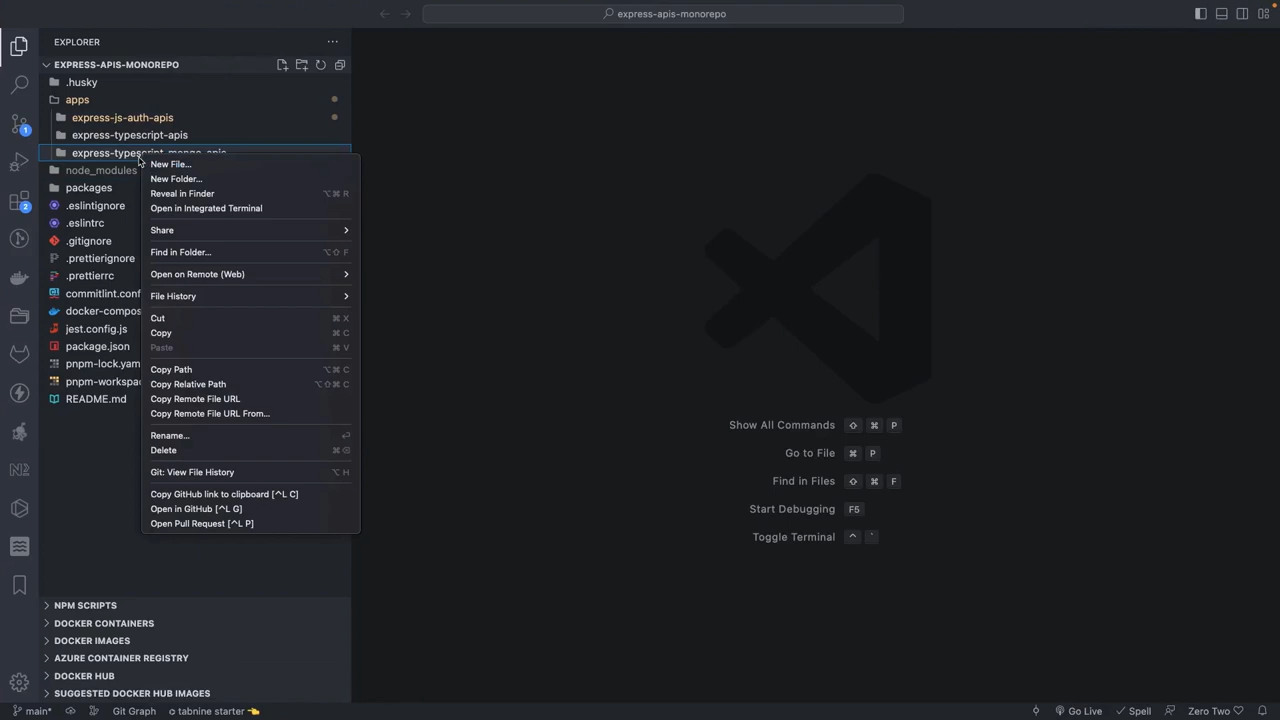 express-apis-monorepo
EXPLORER
EXPRESS-APIS-MONOREPO
.husky
apps
express-js-auth-apis
express-typescript-apis
express-typescript-mongo-apis
node_modules
packages
.eslintignore
.eslintrc
.gitignore
.prettierignore
.prettierrc
commitlint.conf
docker-compos
jest.config.js
package.json
pnpm-lock.yam
pnpm-workspa
README.md
New File...
New Folder...
Reveal in Finder ⌥⌘ R
Open in Integrated Terminal
Share
Find in Folder... ⌥⇧ F
Open on Remote (Web)
File History
Cut ⌘ X
Copy ⌘ C
Paste ⌘ V
Copy Path ⌥⌘ C
Copy Relative Path ⌥⇧⌘ C
Copy Remote File URL
Copy Remote File URL From...
Rename... ⏎
Delete ⌘⌫
Git: View File History ⌥ H
Copy GitHub link to clipboard [^L C]
Open in GitHub [^L G]
Open Pull Request [^L P]
Show All Commands ⇧ ⌘ P
Go to File ⌘ P
Find in Files ⇧ ⌘ F
Start Debugging F5
Toggle Terminal ^ `
1
2
NPM SCRIPTS
DOCKER CONTAINERS
DOCKER IMAGES
AZURE CONTAINER REGISTRY
DOCKER HUB
SUGGESTED DOCKER HUB IMAGES
main* Git Graph tabnine starter Go Live Spell Zero Two